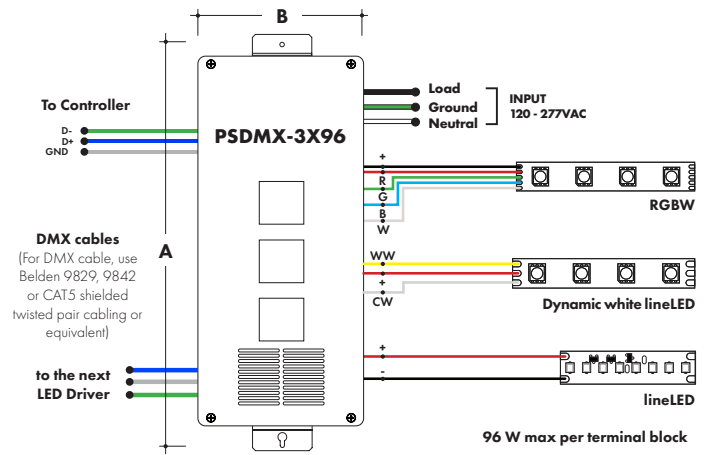 B
To Controller
D-
D+
GND
PSDMX-3X96
Load
Ground
Neutral
INPUT
120 - 277VAC
+
R
G
B
W
RGBW
DMX cables
(For DMX cable, use
Belden 9829, 9842
or CAT5 shielded
twisted pair cabling or
equivalent)
A
WW
+
CW
Dynamic white lineLED
+
-
lineLED
to the next
LED Driver
96 W max per terminal block